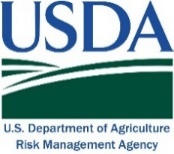 USDA
U.S. Department of Agriculture
Risk Management Agency